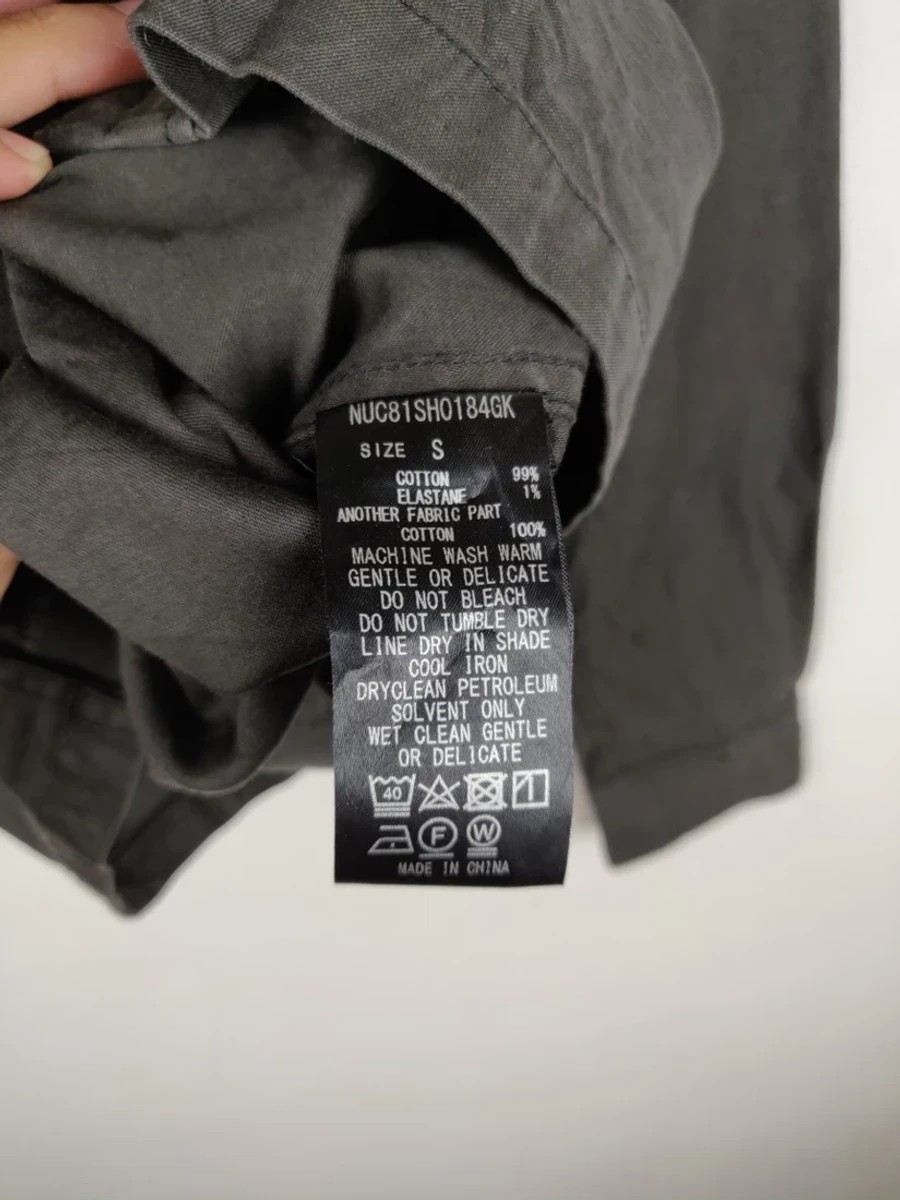 NUC81SH0184GK
SIZE S
COTTON 99%
ELASTANE 1%
ANOTHER FABRIC PART
COTTON 100%
MACHINE WASH WARM
GENTLE OR DELICATE
DO NOT BLEACH
DO NOT TUMBLE DRY
LINE DRY IN SHADE
COOL IRON
DRYCLEAN PETROLEUM
SOLVENT ONLY
WET CLEAN GENTLE
OR DELICATE
40
F W
MADE IN CHINA